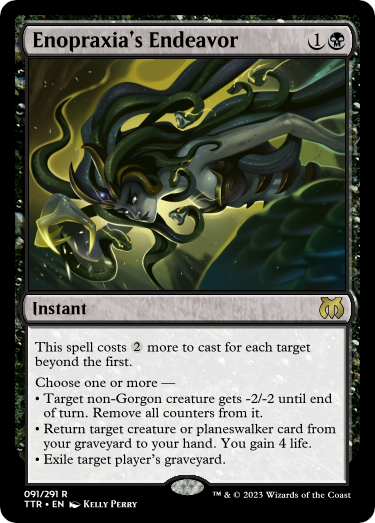 Enopraxia's Endeavor 1
Instant
This spell costs 2 more to cast for each target
beyond the first.
Choose one or more —
• Target non-Gorgon creature gets -2/-2 until end
of turn. Remove all counters from it.
• Return target creature or planeswalker card from
your graveyard to your hand. You gain 4 life.
• Exile target player's graveyard.
091/291 R
TTR • EN Kelly Perry
™ & © 2023 Wizards of the Coast